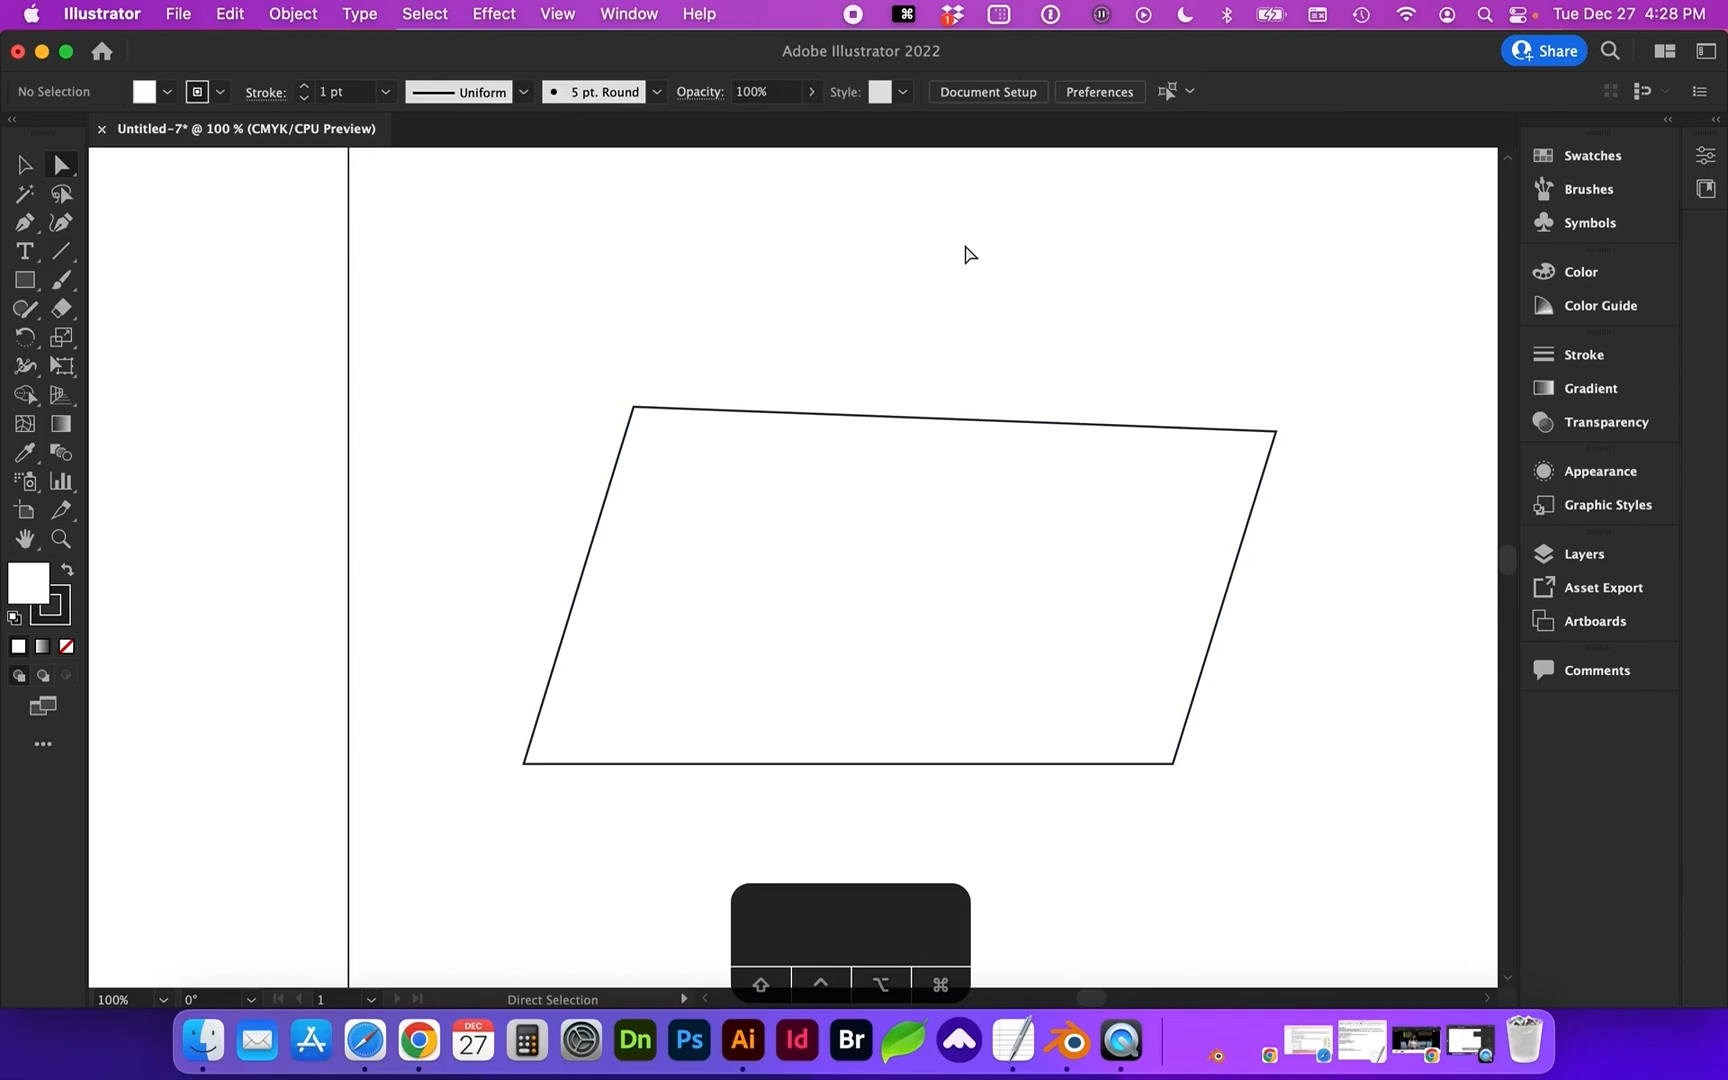 Illustrator File Edit Object Type Select Effect View Window Help
1
Tue Dec 27 4:28 PM
Adobe Illustrator 2022
Share
No Selection
Stroke:
1 pt
Uniform
5 pt. Round
Opacity:
100%
Style:
Document Setup
Preferences
Untitled-7* @ 100 % (CMYK/CPU Preview)
Swatches
Brushes
Symbols
Color
Color Guide
Stroke
Gradient
Transparency
Appearance
Graphic Styles
Layers
Asset Export
Artboards
Comments
100%
0°
1
Direct Selection
DEC
27
Dn
Ps
Ai
Id
Br